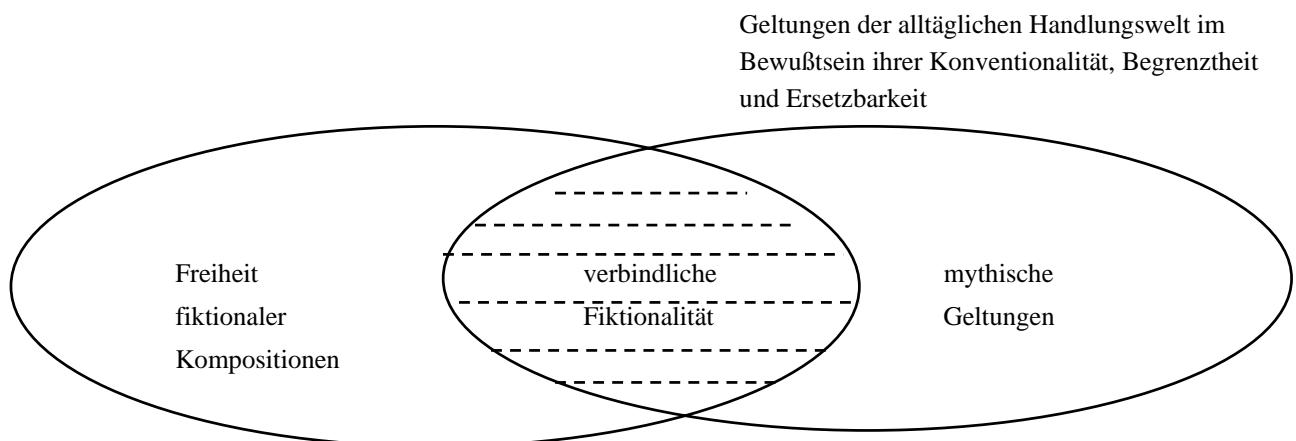 Geltungen der alltäglichen Handlungswelt im
Bewußtsein ihrer Konventionalität, Begrenztheit
und Ersetzbarkeit
Freiheit
fiktionaler
Kompositionen
verbindliche
Fiktionalität
mythische
Geltungen